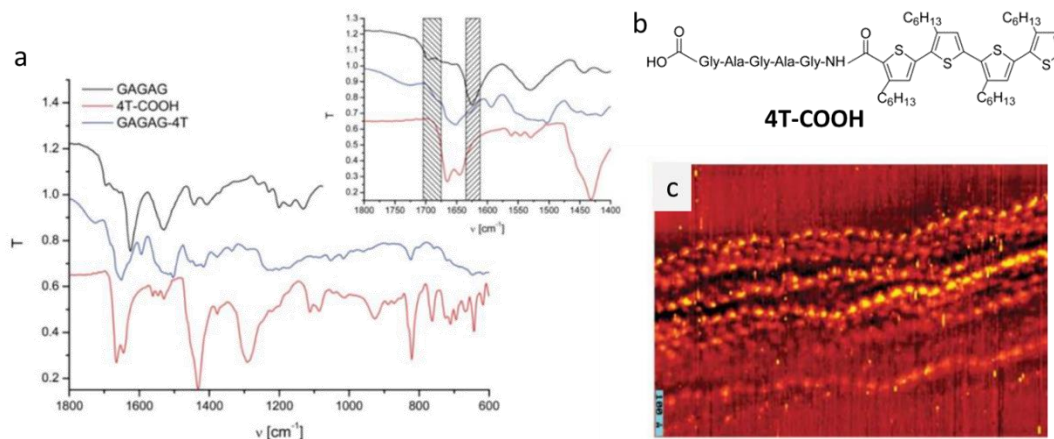 a
GAGAG
4T-COOH
GAGAG-4T
T
1.2
1.0
0.8
0.6
0.4
0.2
1800 1600 1400 1200 1000 800 600
ν [cm⁻¹]
T
1.3
1.2
1.1
1.0
0.9
0.8
0.7
0.6
0.5
0.4
0.3
0.2
1800 1750 1700 1650 1600 1550 1500 1450 1400
ν [cm⁻¹]
b
C₆H₁₃ C₆H₁₃
O O
HO Gly-Ala-Gly-Ala-Gly-NH S S S S
C₆H₁₃ C₆H₁₃
4T-COOH
c